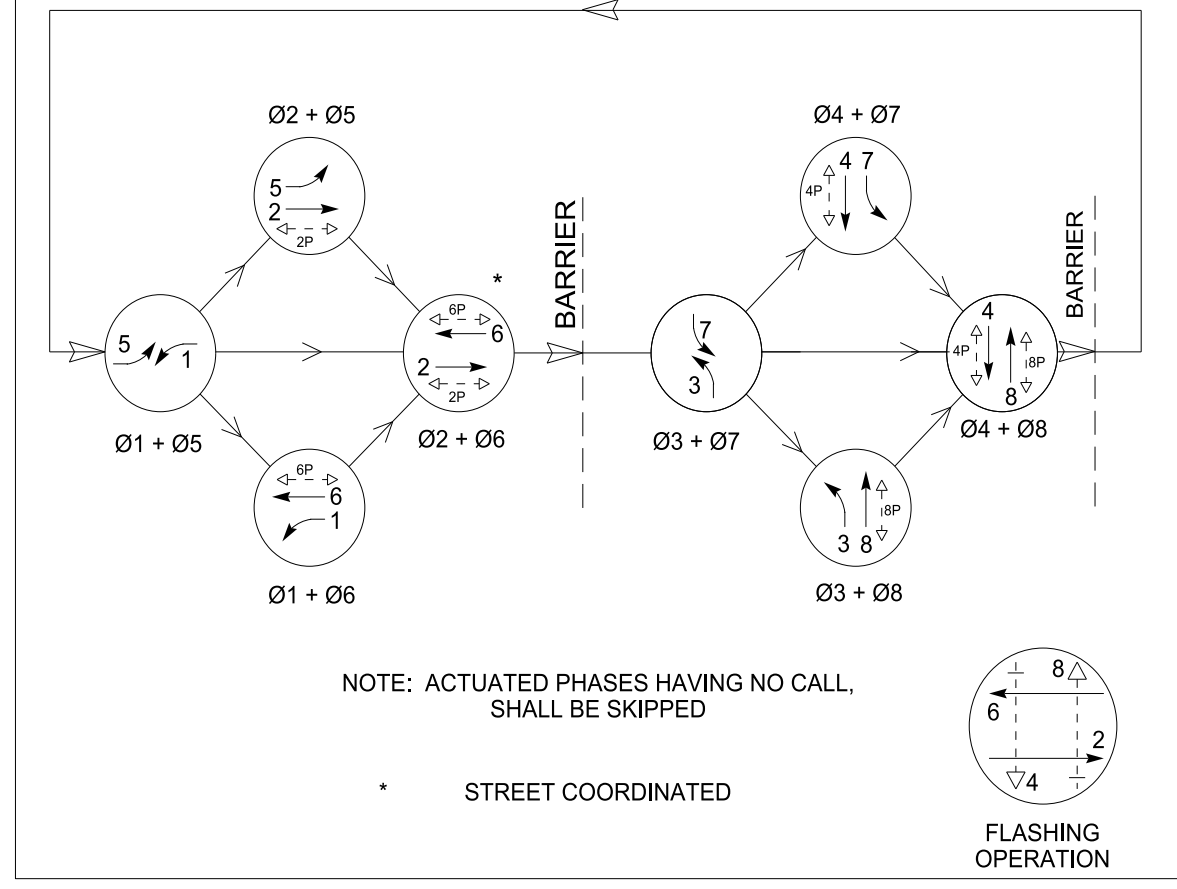 Ø2 + Ø5
5
2
2P
Ø4 + Ø7
4 7
4P
BARRIER
BARRIER
*
5
1
Ø1 + Ø5
6P
6
2
2P
Ø2 + Ø6
7
3
Ø3 + Ø7
4
4P
8P
8
Ø4 + Ø8
6P
6
1
Ø1 + Ø6
8P
3 8
Ø3 + Ø8
NOTE: ACTUATED PHASES HAVING NO CALL,
SHALL BE SKIPPED
* STREET COORDINATED
8
6
2
4
FLASHING
OPERATION